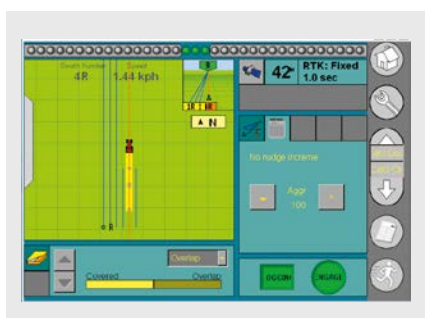 Swath Number Speed
4R 1.44 kph
42° RTK: Fixed
1.0 sec
1R
N
No nudge increme
Aggr
100
Overlap
Covered Overlap
ENGAGE